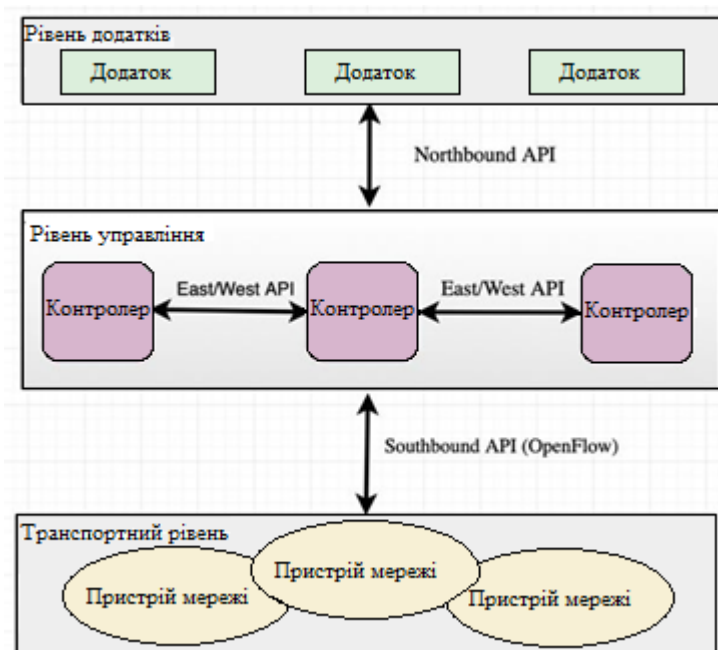 Рівень додатків
Додаток Додаток Додаток
Northbound API
Рівень управління
East/West API East/West API
Контролер Контролер Контролер
Southbound API (OpenFlow)
Транспортний рівень
Пристрій мережі
Пристрій мережі Пристрій мережі